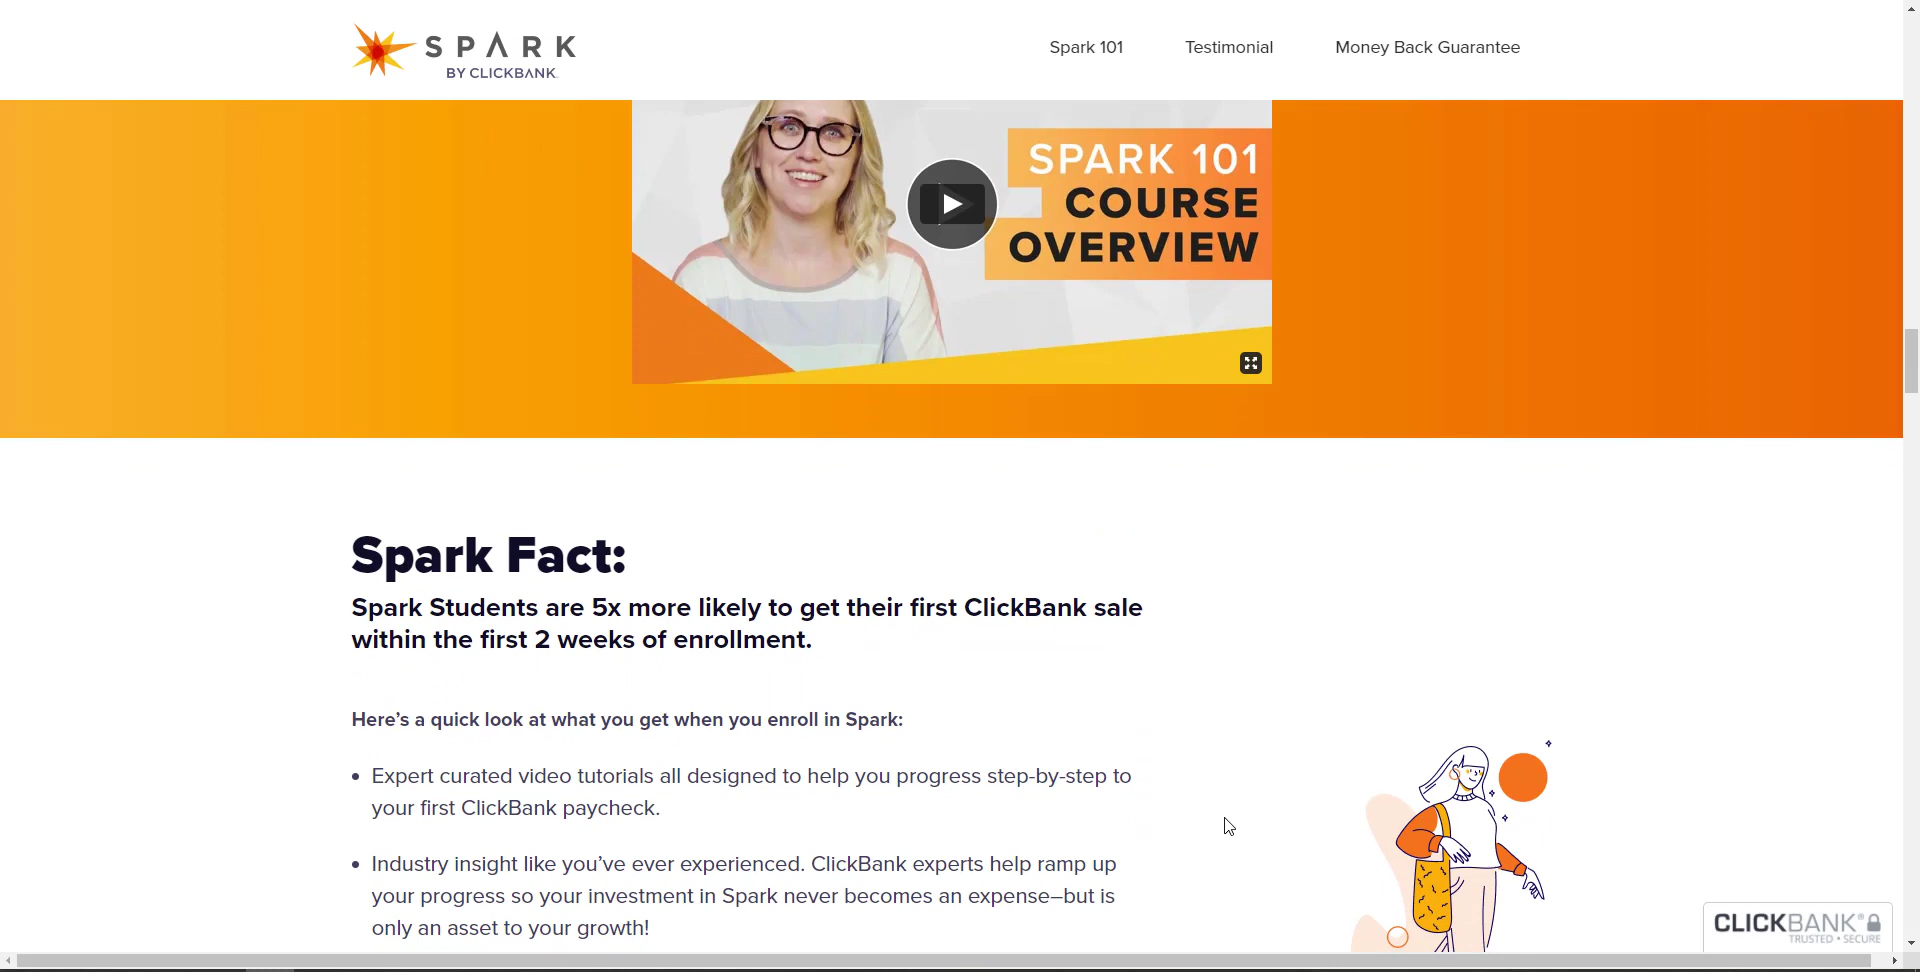 SPARK
BY CLICKBANK
Spark 101
Testimonial
Money Back Guarantee
SPARK 101
COURSE
OVERVIEW
Spark Fact:
Spark Students are 5x more likely to get their first ClickBank sale
within the first 2 weeks of enrollment.
Here’s a quick look at what you get when you enroll in Spark:
• Expert curated video tutorials all designed to help you progress step-by-step to
your first ClickBank paycheck.
• Industry insight like you’ve ever experienced. ClickBank experts help ramp up
your progress so your investment in Spark never becomes an expense–but is
only an asset to your growth!
CLICKBANK®
TRUSTED • SECURE